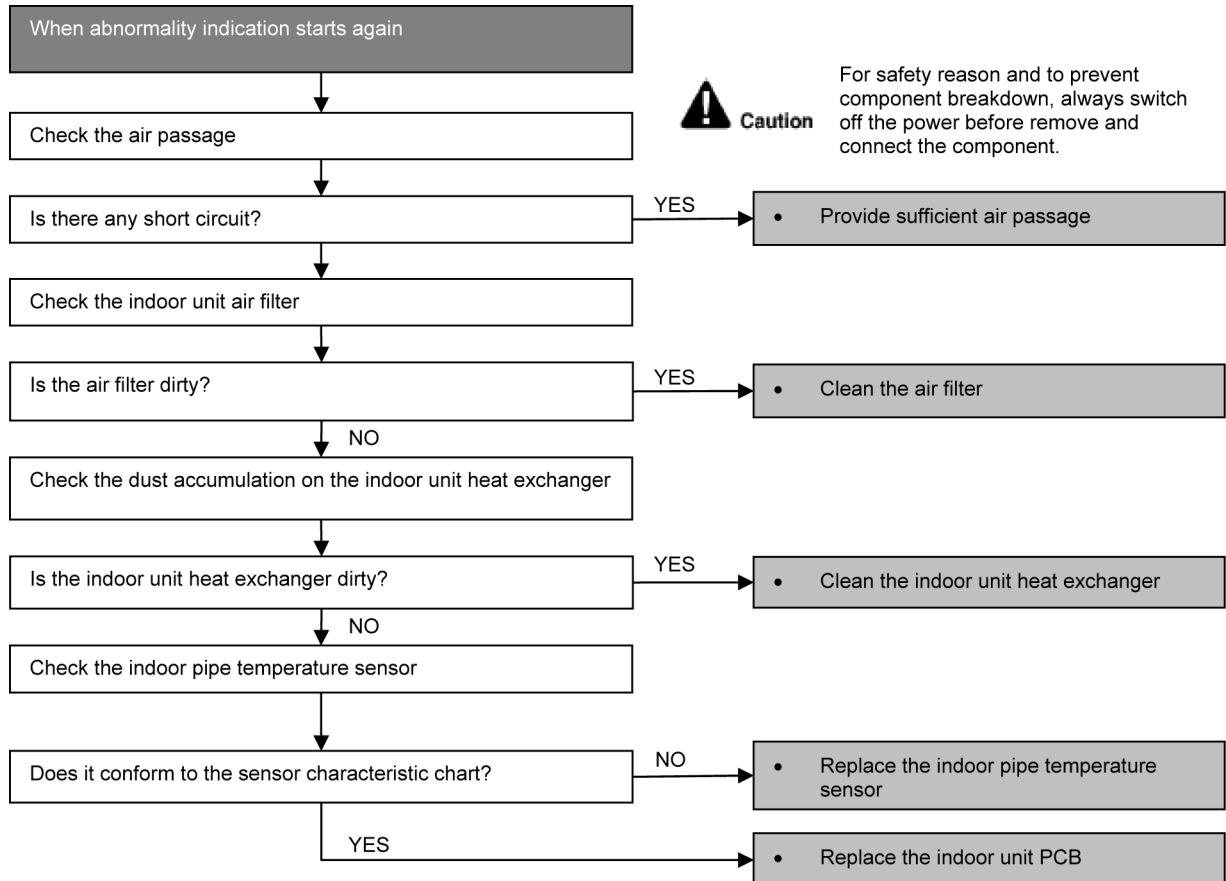 When abnormality indication starts again
For safety reason and to prevent
component breakdown, always switch
off the power before remove and
connect the component.
Caution
Check the air passage
Is there any short circuit?
YES
• Provide sufficient air passage
Check the indoor unit air filter
Is the air filter dirty?
YES
• Clean the air filter
NO
Check the dust accumulation on the indoor unit heat exchanger
Is the indoor unit heat exchanger dirty?
YES
• Clean the indoor unit heat exchanger
NO
Check the indoor pipe temperature sensor
Does it conform to the sensor characteristic chart?
NO
• Replace the indoor pipe temperature
sensor
YES
• Replace the indoor unit PCB